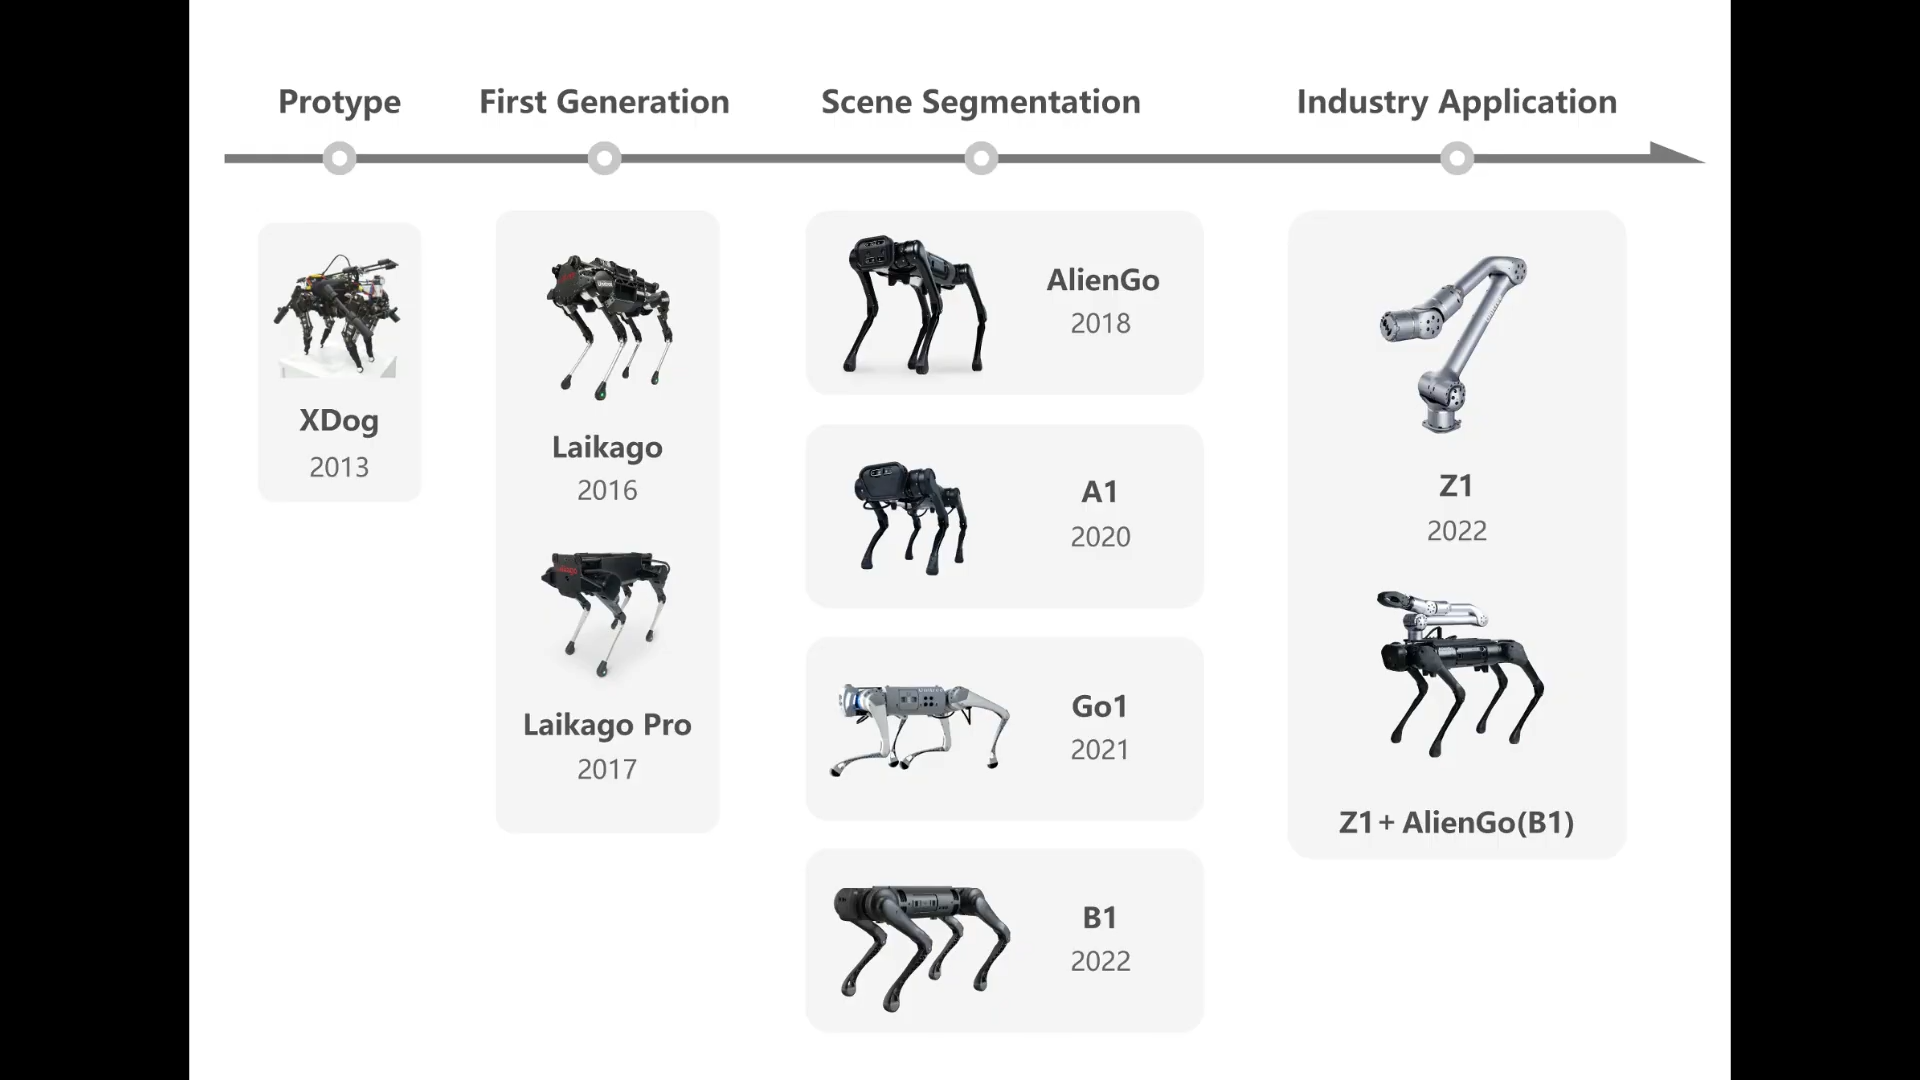 Protype
First Generation
Scene Segmentation
Industry Application
XDog
2013
Laikago
2016
Laikago Pro
2017
AlienGo
2018
A1
2020
Go1
2021
B1
2022
Z1
2022
Z1+ AlienGo(B1)